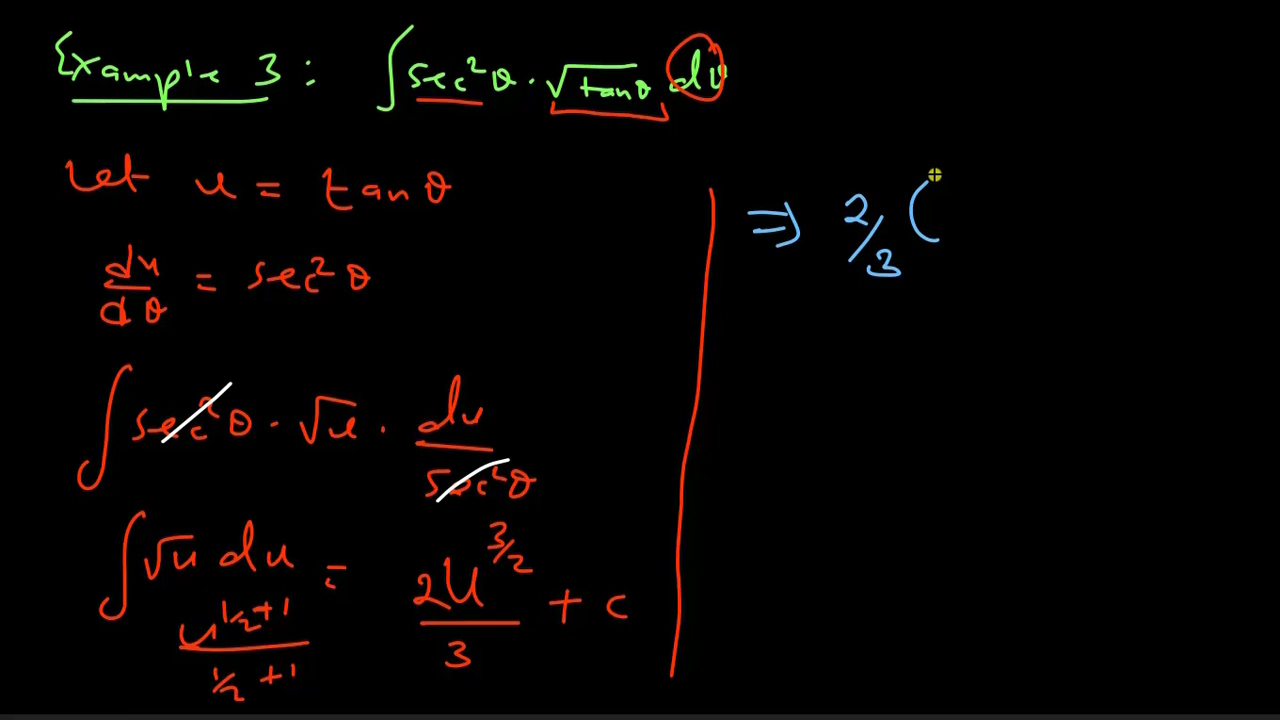 Example 3 : ∫ sec²θ · √tanθ dθ
Let u = tanθ
du/dθ = sec²θ
∫ sec²θ · √u · du/sec²θ
∫ √u du = 2u^3/2 / 3 + c
u^½+1 / ½+1
⇒ 2/3 (